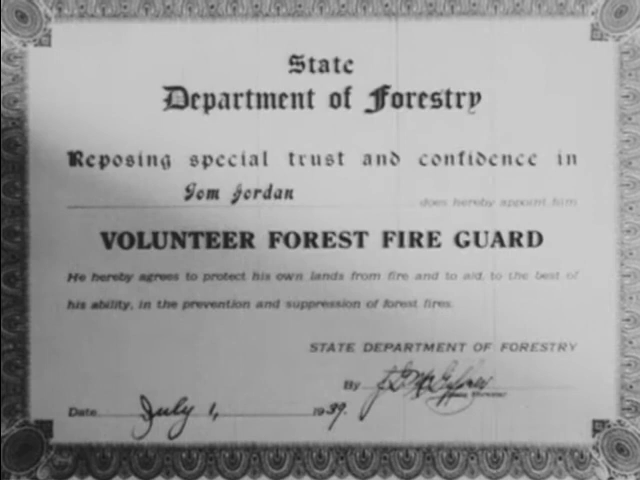 State
Department of Forestry
Reposing special trust and confidence in
Tom Jordan
does hereby appoint him
VOLUNTEER FOREST FIRE GUARD
He hereby agrees to protect his own lands from fire and to aid, to the best of
his ability, in the prevention and suppression of forest fires.
STATE DEPARTMENT OF FORESTRY
By
Date July 1, 1939.